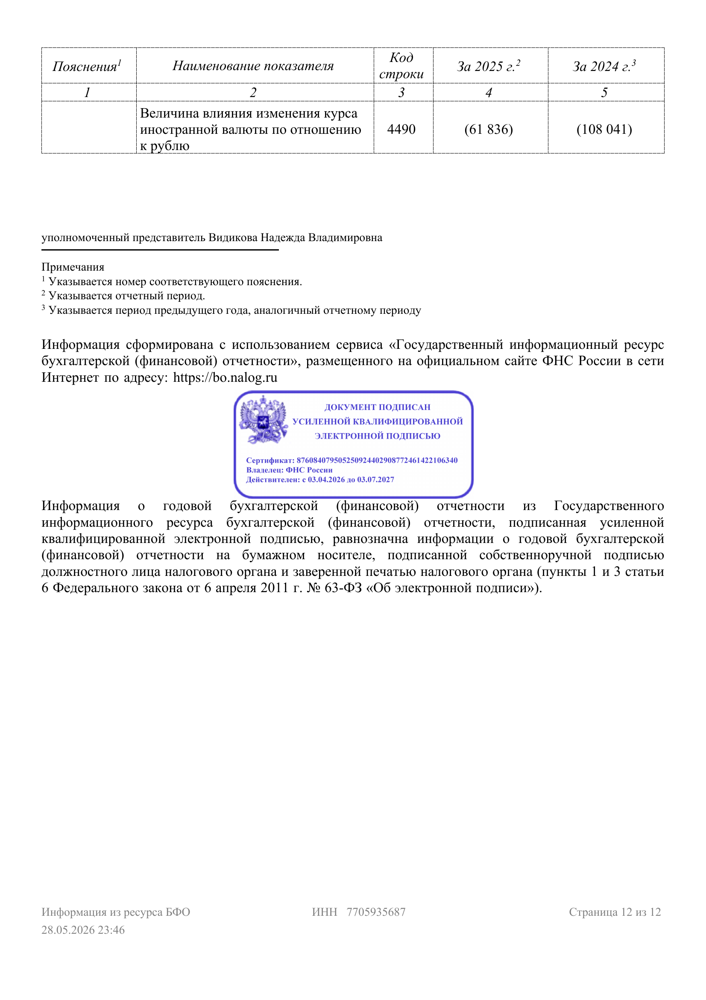 Пояснения1 Наименование показателя Код строки За 2025 г.2 За 2024 г.3
1 2 3 4 5
Величина влияния изменения курса
иностранной валюты по отношению 4490 (61 836) (108 041)
к рублю
уполномоченный представитель Видикова Надежда Владимировна
Примечания
1 Указывается номер соответствующего пояснения.
2 Указывается отчетный период.
3 Указывается период предыдущего года, аналогичный отчетному периоду
Информация сформирована с использованием сервиса «Государственный информационный ресурс
бухгалтерской (финансовой) отчетности», размещенного на официальном сайте ФНС России в сети
Интернет по адресу: https://bo.nalog.ru
ДОКУМЕНТ ПОДПИСАН
УСИЛЕННОЙ КВАЛИФИЦИРОВАННОЙ
ЭЛЕКТРОННОЙ ПОДПИСЬЮ
Сертификат: 87608407950525092440290877246142210634​0
Владелец: ФНС России
Действителен: с 03.04.2026 до 03.07.2027
Информация о годовой бухгалтерской (финансовой) отчетности из Государственного
информационного ресурса бухгалтерской (финансовой) отчетности, подписанная усиленной
квалифицированной электронной подписью, равнозначна информации о годовой бухгалтерской
(финансовой) отчетности на бумажном носителе, подписанной собственноручной подписью
должностного лица налогового органа и заверенной печатью налогового органа (пункты 1 и 3 статьи
6 Федерального закона от 6 апреля 2011 г. № 63-ФЗ «Об электронной подписи»).
Информация из ресурса БФО ИНН 7705935687 Страница 12 из 12
28.05.2026 23:46